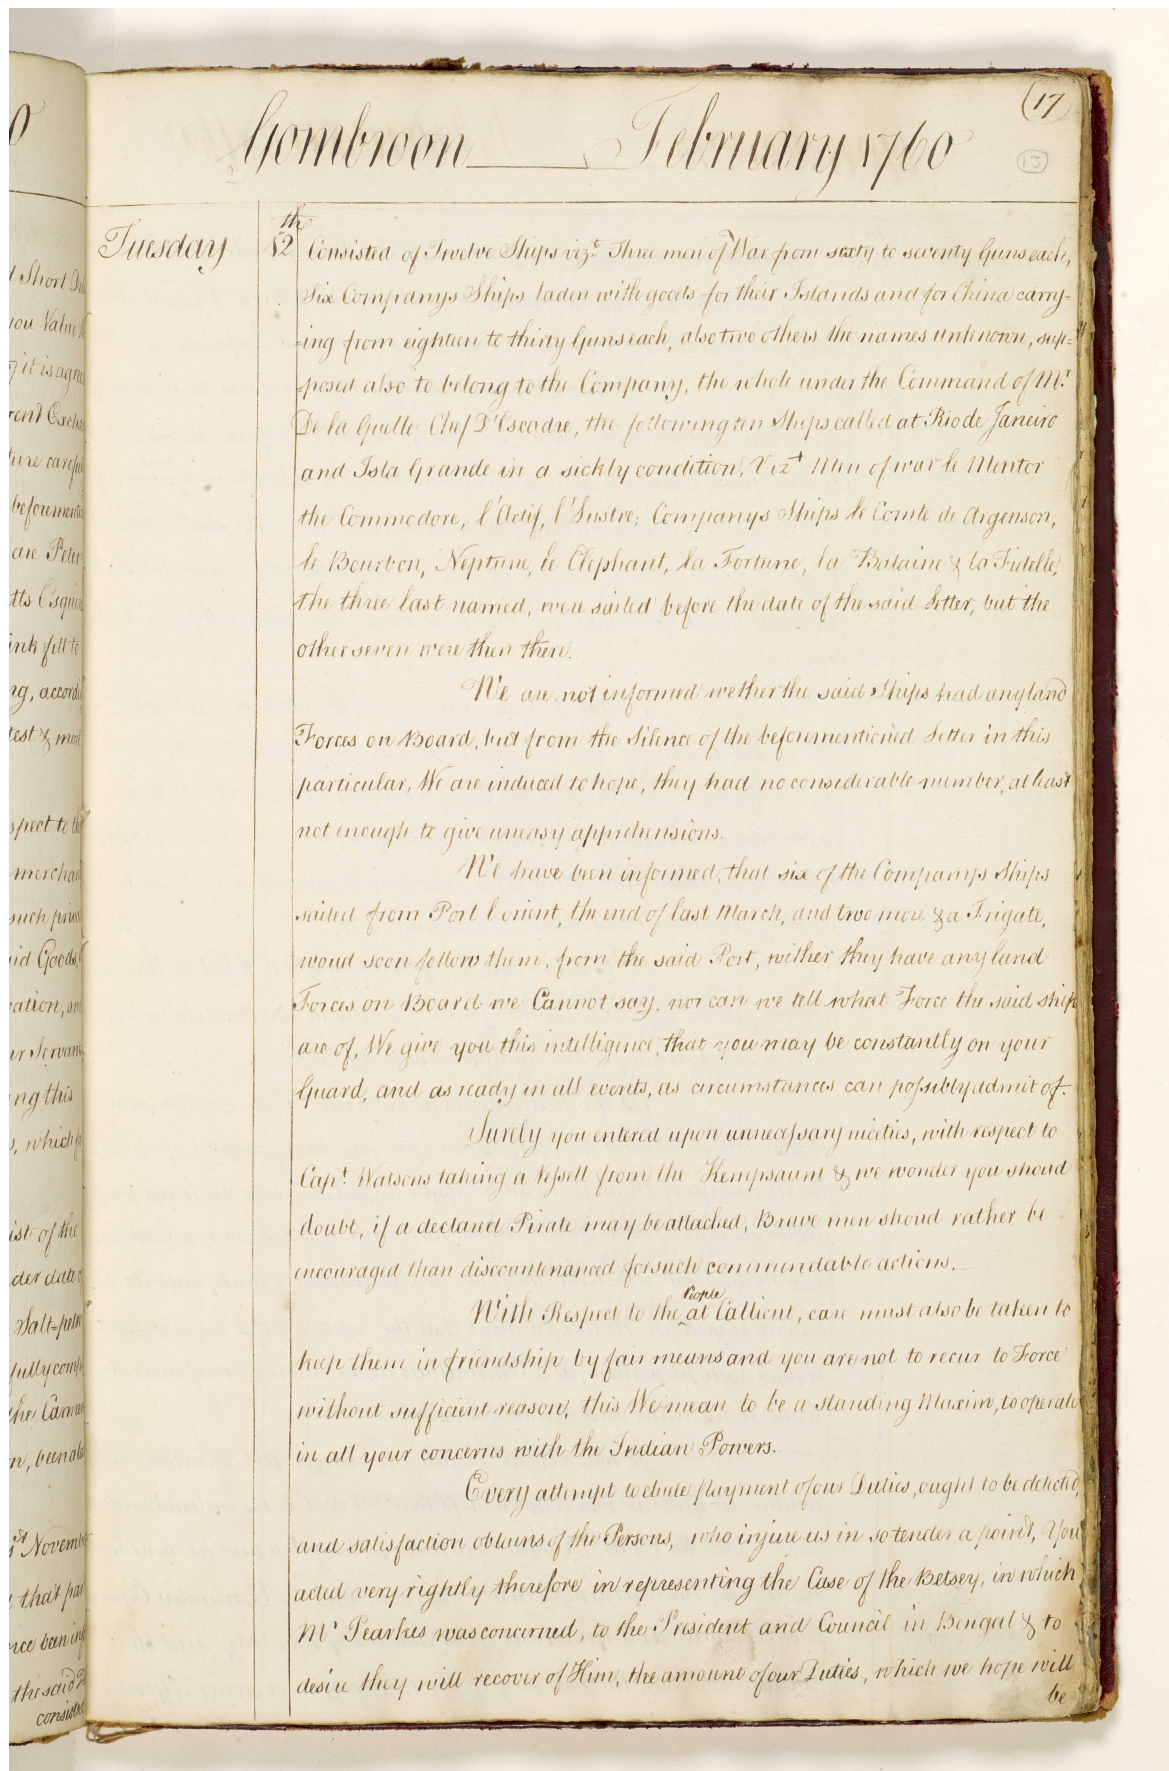 17
Gombroon February 1760
13
Tuesday
12th
Consisted of Twelve Ships vizt. Three men of War from sixty to seventy Guns each,
Six Companys Ships laden with goods for their Islands and for China carry-
=ing from eighteen to thirty Guns each, also two others the names unknown, sup=
=posed also to belong to the Company, the whole under the Command of Mr.
De la Guelle Chef D'Escadre, the following ten Ships called at Rio de Janeiro
and Isla Grande in a sickly condition, Vizt Men of war le Mentor
the Commodore, l'Actif, l'Lustre; Companys Ships le Comte de Argenson,
le Bourbon, Neptune, le Elephant, la Fortune, la Balaine & la Fidelle,
the three last named, were sailed before the date of the said Letter, but the
other seven were then there.
We are not informed wether the said Ships had any land
Forces on Board, but from the Silence of the beforementioned Letter in this
particular, We are induced to hope, they had no considerable number, at least
not enough to give uneasy apprehensions.
We have been informed, that six of the Companys Ships
sailed from Port l'orient, the end of last March, and two more & a Frigate,
woud soon follow them, from the said Port, wither they have any land
Forces on Board we Cannot say, nor can we tell what Force the said ships
are of, We give you this intelligence, that you may be constantly on your
Guard, and as ready in all events, as circumstances can possibly admit of.
Surely you entered upon unnecessary niceties, with respect to
Capt. Watsons taking a Vessell from the Kempsaunt & we wonder you shoud
doubt, if a declared Pirate may be attacked, Brave men shoud rather be
encouraged than discountenanced for such commendable actions.
With Respect to the People at Callicut, care must also be taken to
keep them in friendship by fair means and you are not to recur to Force
without sufficient reason, this We mean to be a standing Maxim, to operate
in all your concerns with the Indian Powers.
Every attempt to elude payment of our Duties, ought to be detected,
and satisfaction obtains of the Persons, who injure us in so tender a point, You
acted very rightly therefore in representing the Case of the Betsey, in which
Mr Pearkes was concerned, to the President and Council in Bengal & to
desire they will recover of Him, the amount of our Duties, which we hope will
be